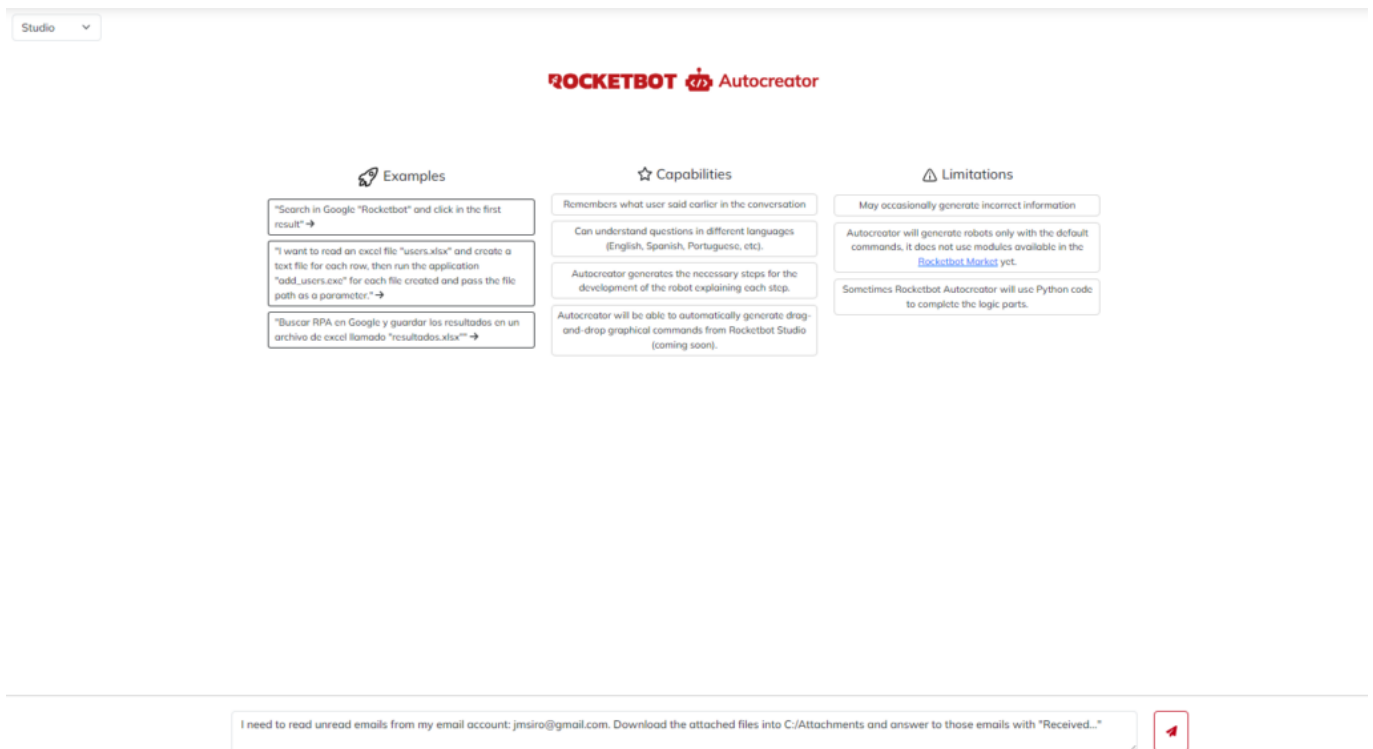 Studio
ROCKETBOT Autocreator
Examples
"Search in Google "Rocketbot" and click in the first
result" →
"I want to read an excel file "users.xlsx" and create a
text file for each row, then run the application
"add_users.exe" for each file created and pass the file
path as a parameter." →
"Buscar RPA en Google y guardar los resultados en un
archivo de excel llamado "resultados.xlsx"" →
Capabilities
Remembers what user said earlier in the conversation
Can understand questions in different languages
(English, Spanish, Portuguese, etc).
Autocreator generates the necessary steps for the
development of the robot explaining each step.
Autocreator will be able to automatically generate drag-
and-drop graphical commands from Rocketbot Studio
(coming soon).
Limitations
May occasionally generate incorrect information
Autocreator will generate robots only with the default
commands, it does not use modules available in the
Rocketbot Market yet.
Sometimes Rocketbot Autocreator will use Python code
to complete the logic parts.
I need to read unread emails from my email account: jmsiro@gmail.com. Download the attached files into C:/Attachments and answer to those emails with "Received..."